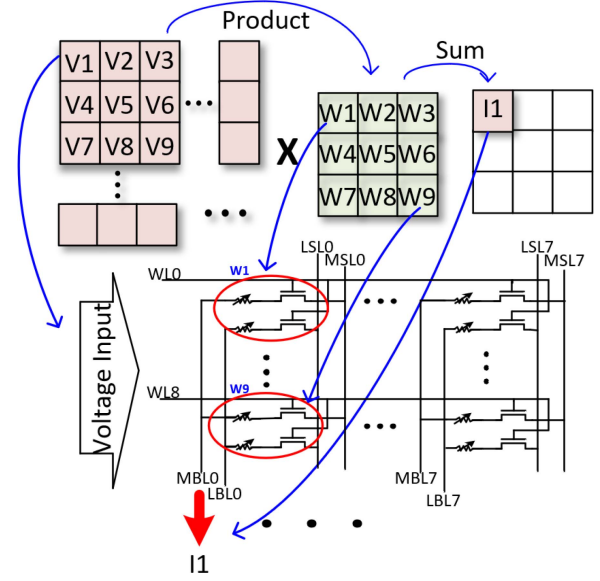 Product
Sum
V1 V2 V3
V4 V5 V6
V7 V8 V9
X
W1 W2 W3
W4 W5 W6
W7 W8 W9
I1
LSL0
MSL0
LSL7
MSL7
WL0
W1
Voltage Input
WL8
W9
MBL0
LBL0
MBL7
LBL7
I1